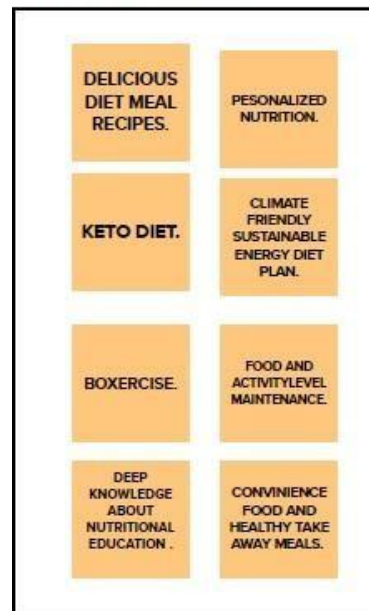 DELICIOUS
DIET MEAL
RECIPES.
PESONALIZED
NUTRITION.
KETO DIET.
CLIMATE
FRIENDLY
SUSTAINABLE
ENERGY DIET
PLAN.
BOXERCISE.
FOOD AND
ACTIVITYLEVEL
MAINTENANCE.
DEEP
KNOWLEDGE
ABOUT
NUTRITIONAL
EDUCATION .
CONVINIENCE
FOOD AND
HEALTHY TAKE
AWAY MEALS.